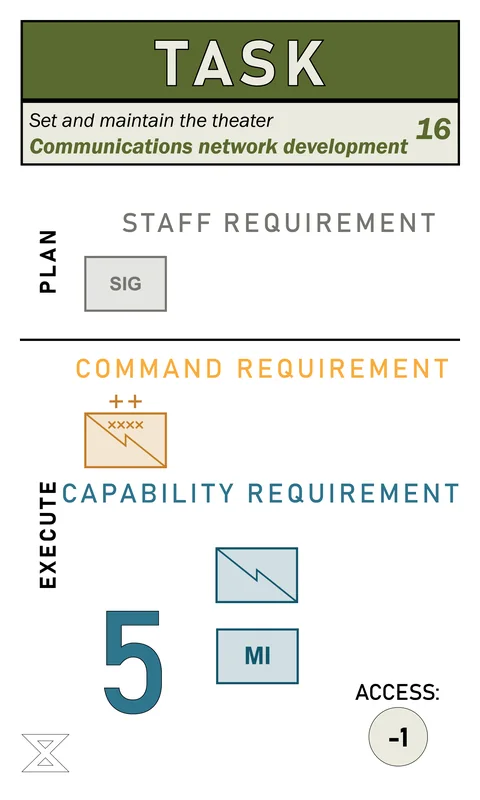 TASK
Set and maintain the theater
Communications network development
16
PLAN
STAFF REQUIREMENT
SIG
EXECUTE
COMMAND REQUIREMENT
++
xxxx
CAPABILITY REQUIREMENT
5
MI
ACCESS:
-1